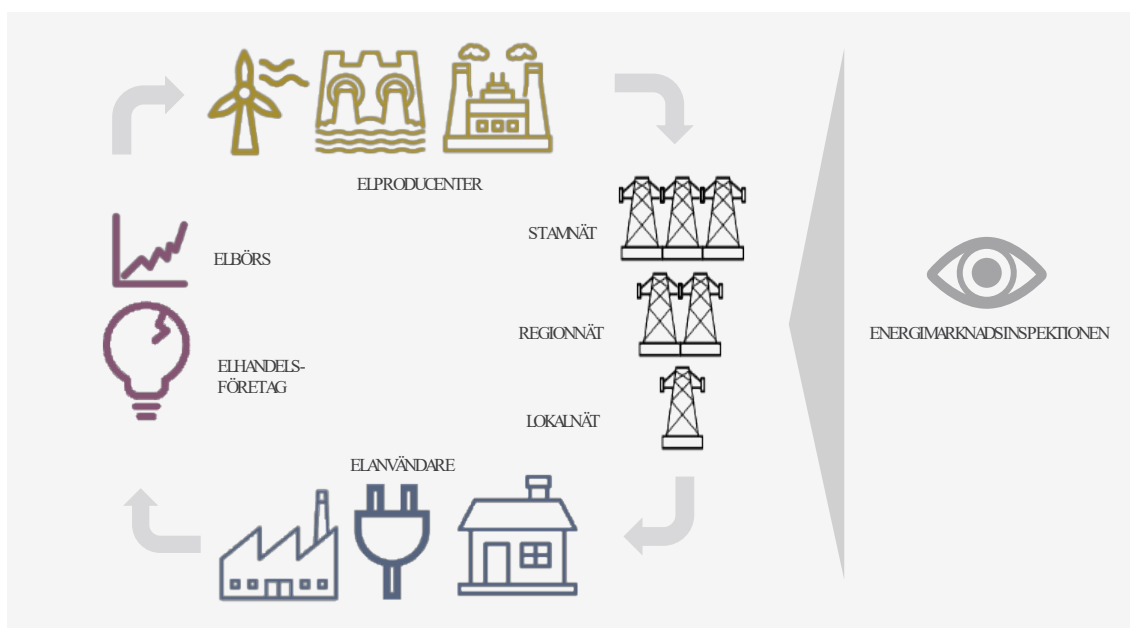 ELPRODUCENTER
STAMNÄT
ELBÖRS
REGIONNÄT
ENERGIMARKNADSINSPEKTIONEN
ELHANDELS-
FÖRETAG
LOKALNÄT
ELANVÄNDARE